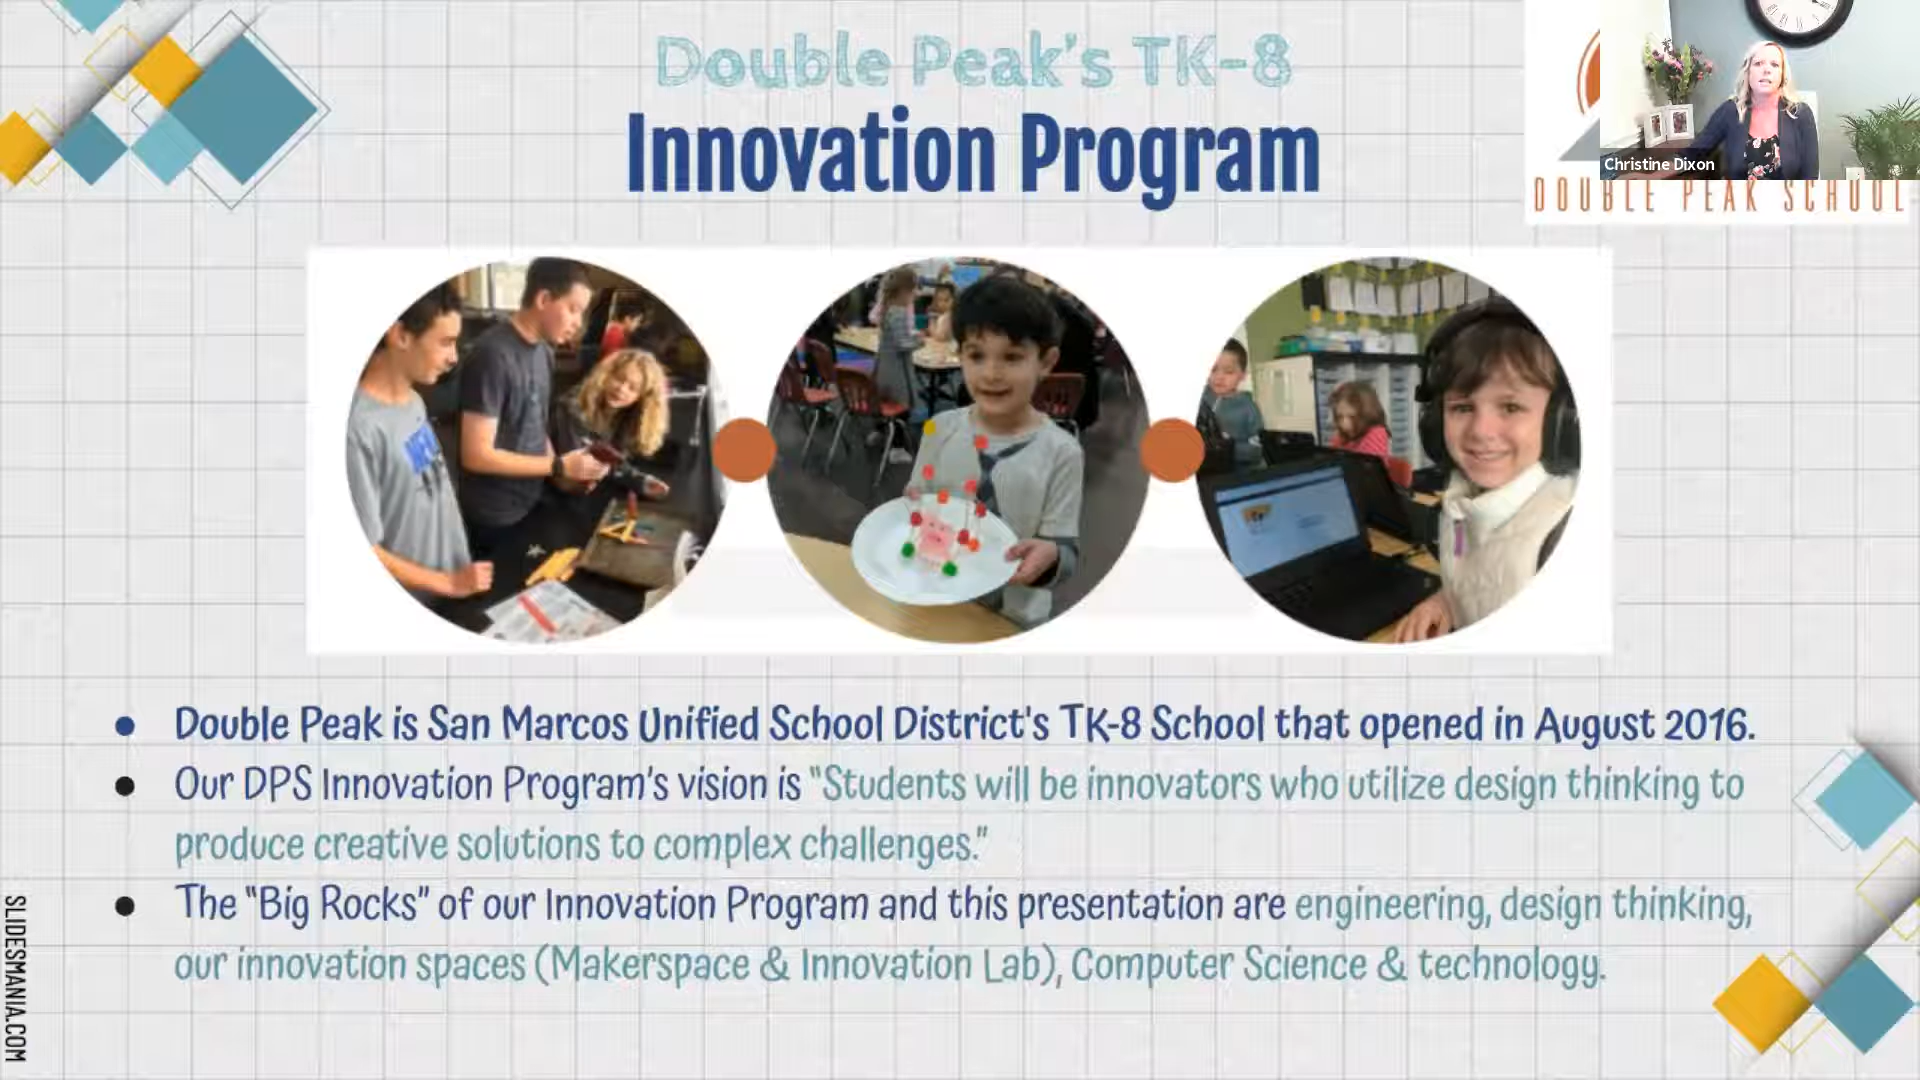 Double Peak's TK-8
Innovation Program
Christine Dixon
DOUBLE PEAK SCHOOL
• Double Peak is San Marcos Unified School District's TK-8 School that opened in August 2016.
• Our DPS Innovation Program's vision is "Students will be innovators who utilize design thinking to
produce creative solutions to complex challenges."
• The "Big Rocks" of our Innovation Program and this presentation are engineering, design thinking,
our innovation spaces (Makerspace & Innovation Lab), Computer Science & technology.
SLIDESMANIA.COM